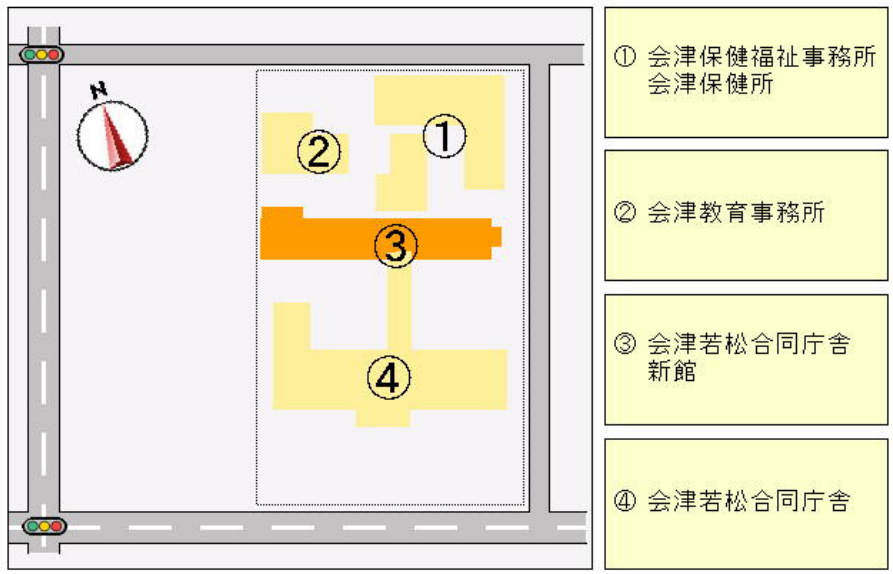 N
①
②
③
④
① 会津保健福祉事務所
会津保健所
② 会津教育事務所
③ 会津若松合同庁舎
新館
④ 会津若松合同庁舎